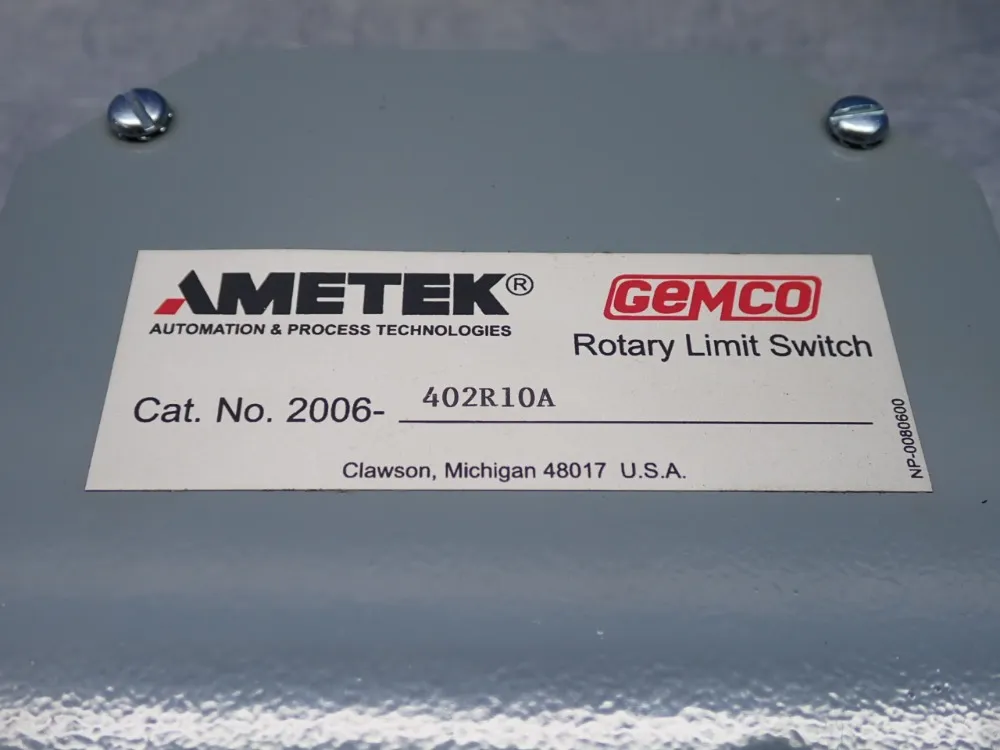 AMETEK®
AUTOMATION & PROCESS TECHNOLOGIES
GEMCO
Rotary Limit Switch
Cat. No. 2006- 402R10A
Clawson, Michigan 48017 U.S.A.
NP-0080600